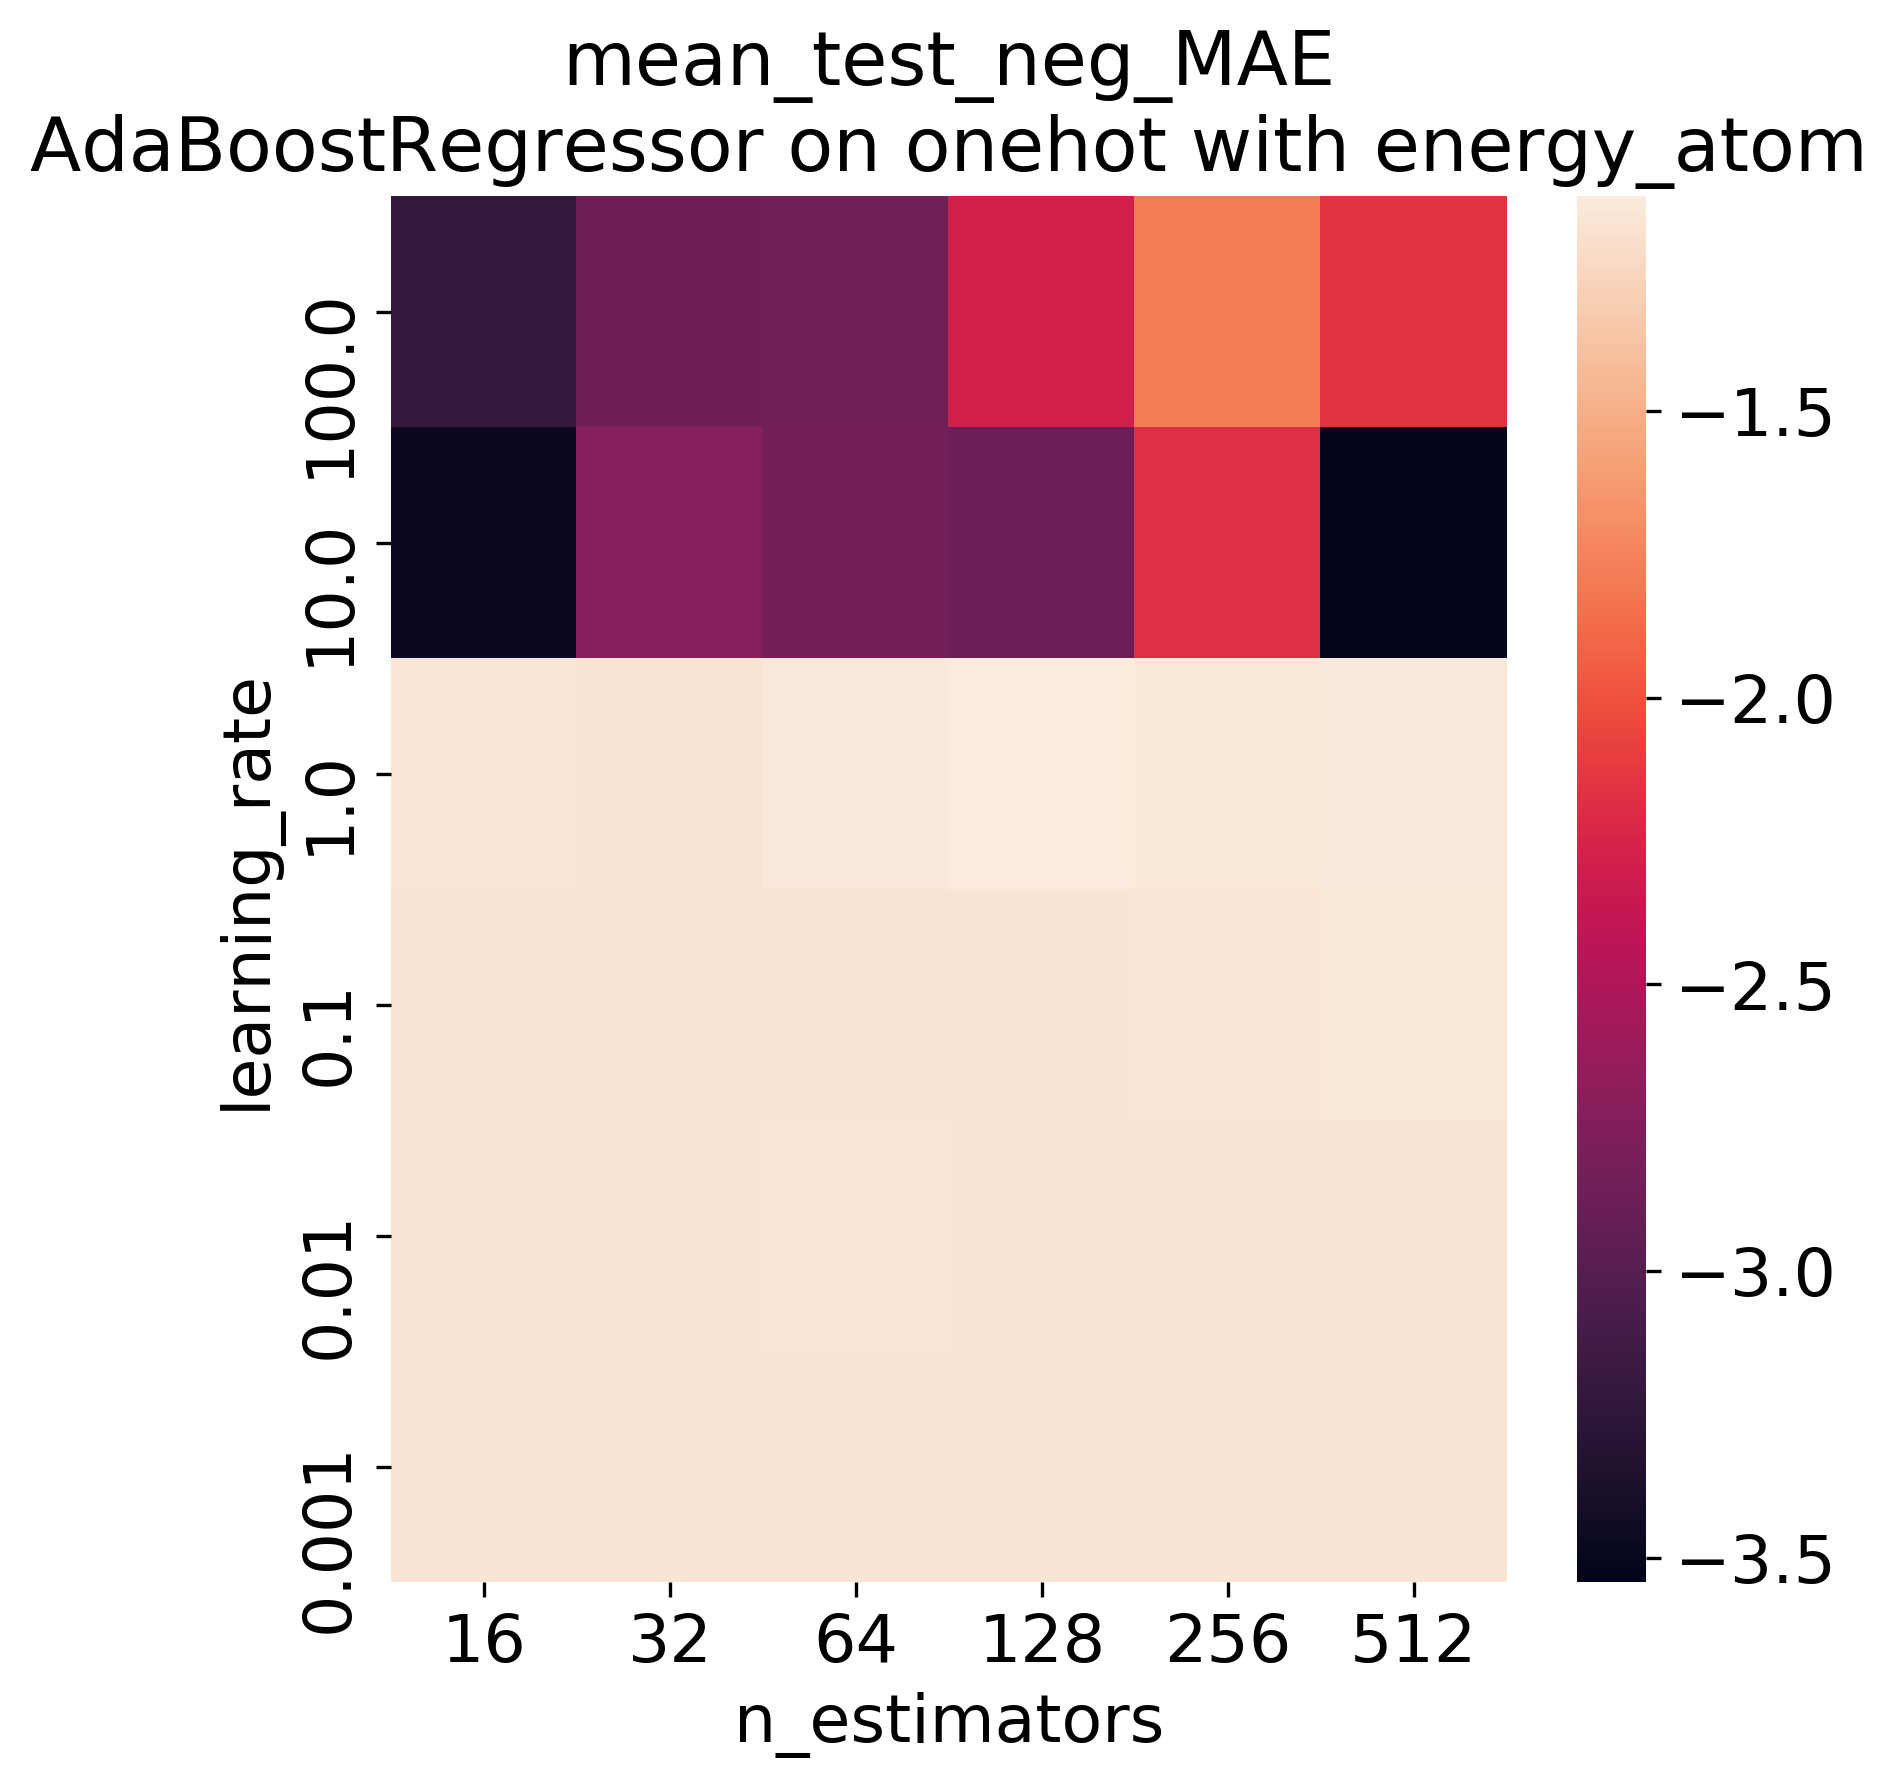 mean_test_neg_MAE
AdaBoostRegressor on onehot with energy_atom
learning_rate
100.0
10.0
1.0
0.1
0.01
0.001
16 32 64 128 256 512
n_estimators
−1.5
−2.0
−2.5
−3.0
−3.5